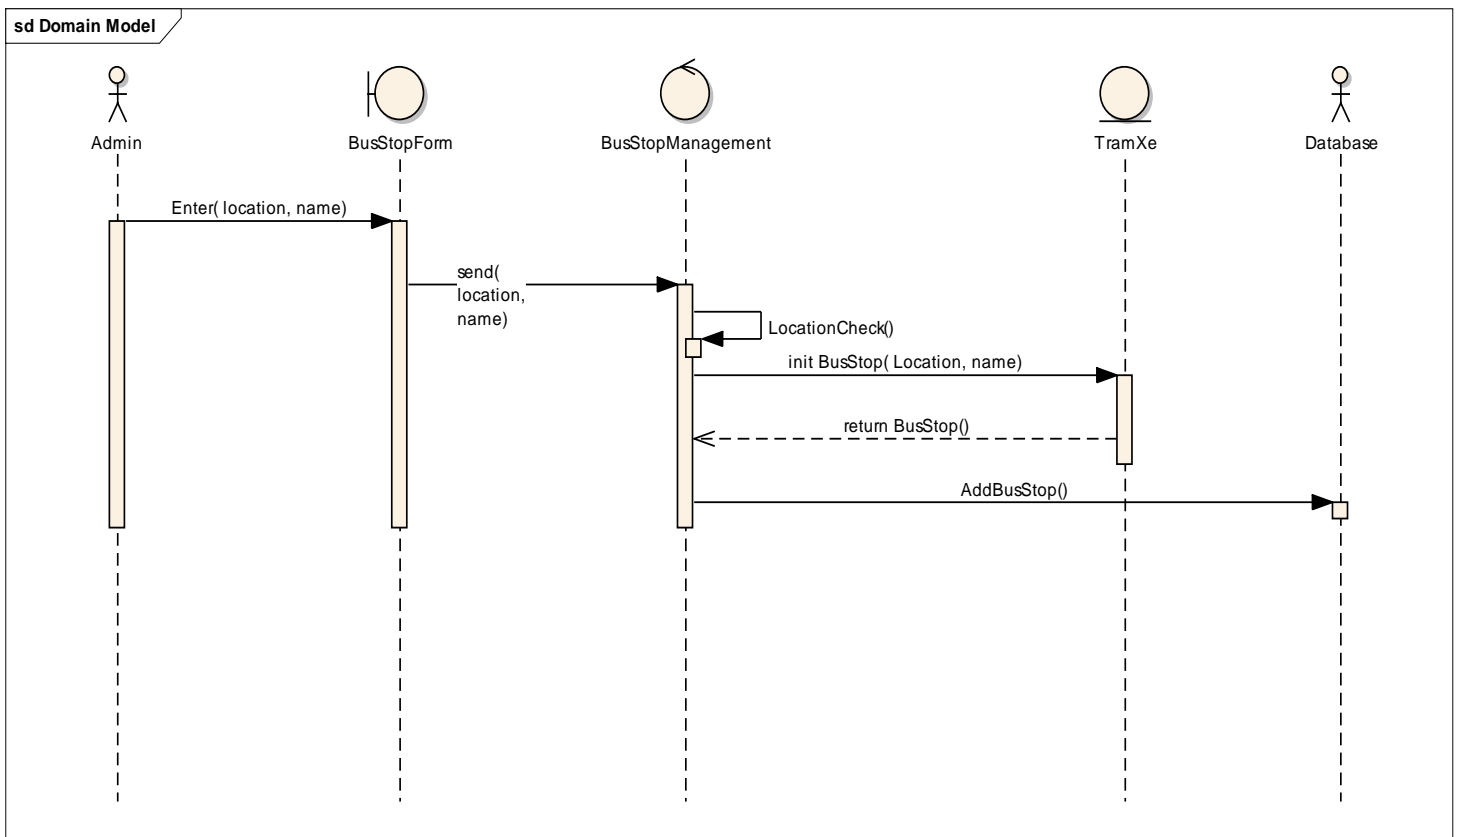 sd Domain Model
Admin
BusStopForm
BusStopManagement
TramXe
Database
Enter( location, name)
send(
location,
name)
LocationCheck()
init BusStop( Location, name)
return BusStop()
AddBusStop()